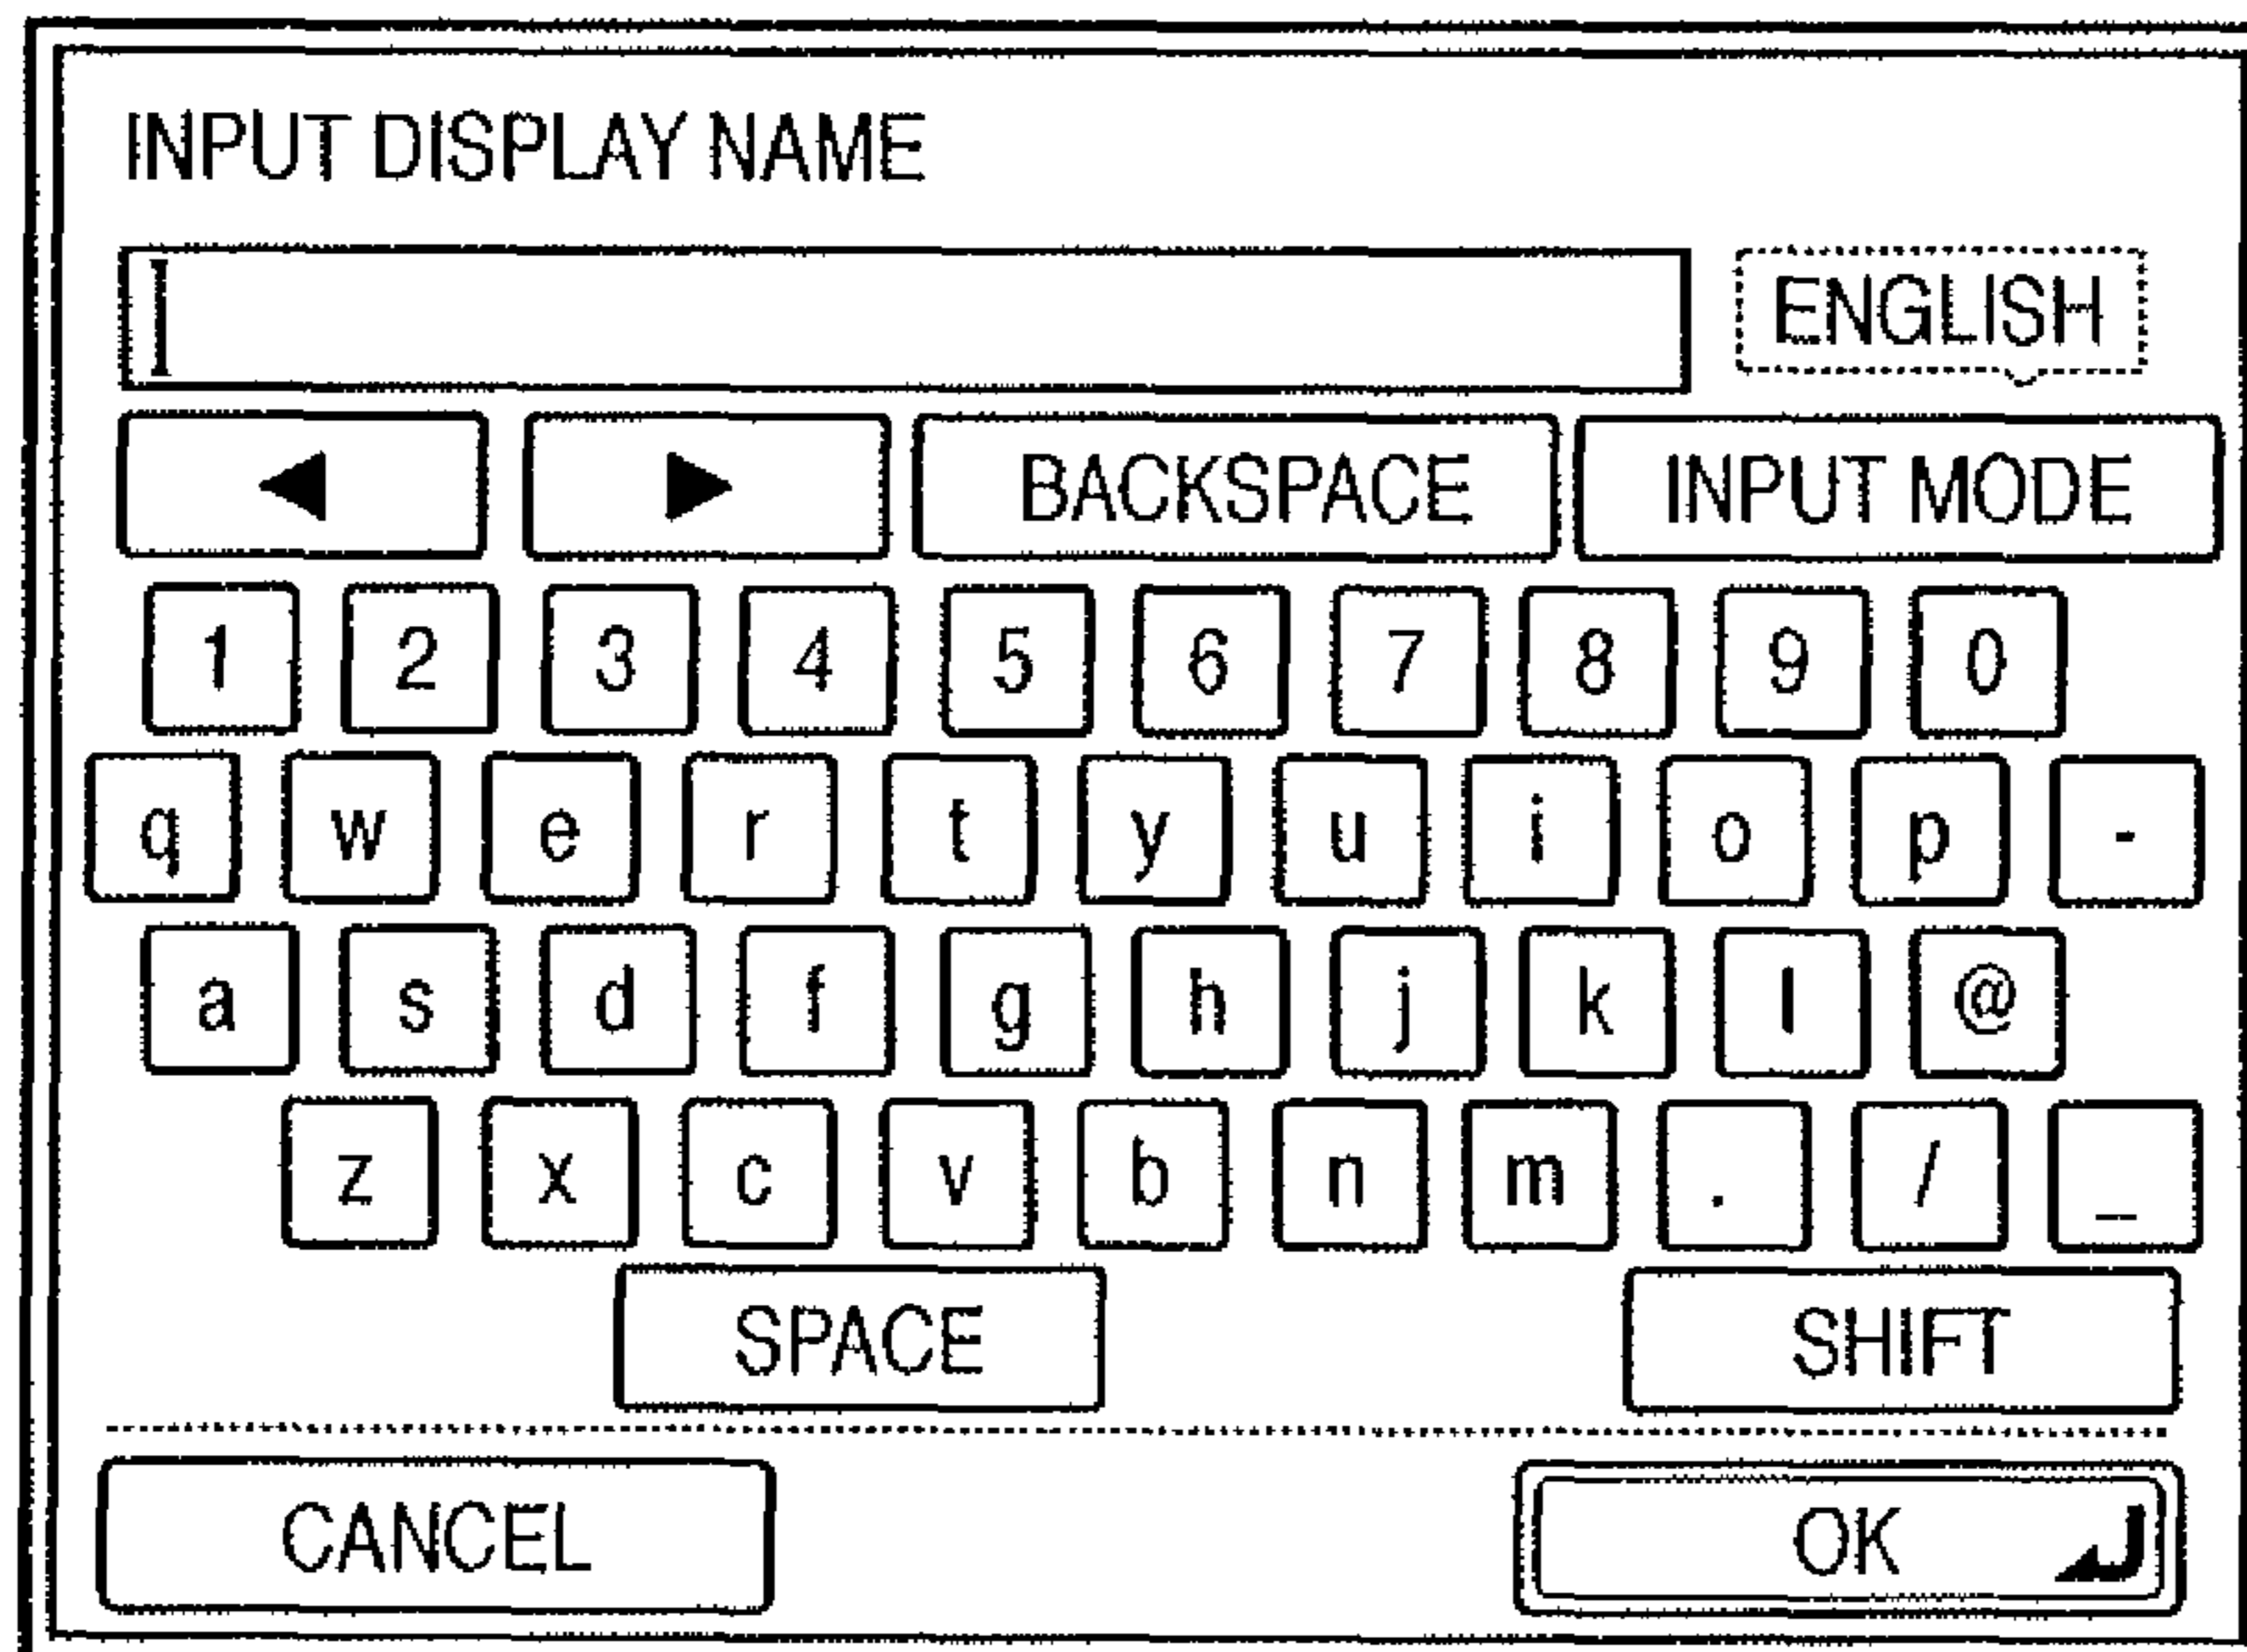 INPUT DISPLAY NAME
ENGLISH
◀ ▶ BACKSPACE INPUT MODE
1 2 3 4 5 6 7 8 9 0
q w e r t y u i o p -
a s d f g h j k l @
z x c v b n m . / _
SPACE SHIFT
CANCEL OK